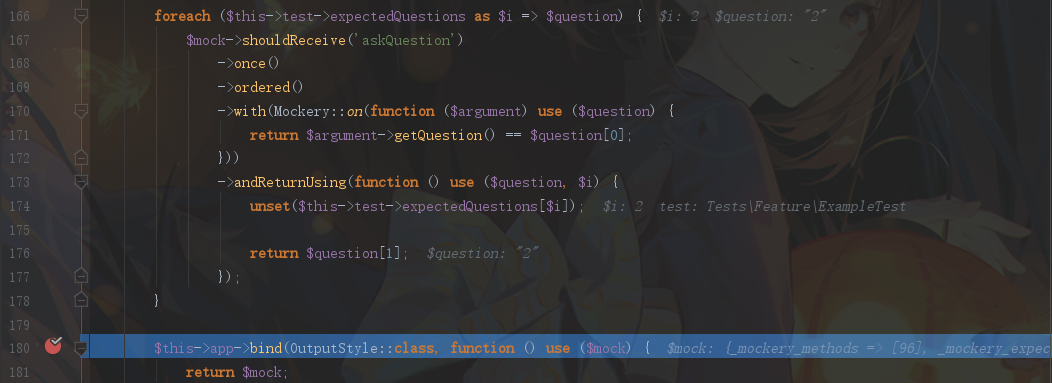 166 foreach ($this->test->expectedQuestions as $i => $question) { $i: 2 $question: "2"
167 $mock->shouldReceive('askQuestion')
168 ->once()
169 ->ordered()
170 ->with(Mockery::on(function ($argument) use ($question) {
171 return $argument->getQuestion() == $question[0];
172 }))
173 ->andReturnUsing(function () use ($question, $i) {
174 unset($this->test->expectedQuestions[$i]); $i: 2 test: Tests\Feature\ExampleTest
175
176 return $question[1]; $question: "2"
177 });
178 }
179
180 $this->app->bind(OutputStyle::class, function () use ($mock) { $mock: {_mockery_methods => [96], _mockery_expec
181 return $mock;